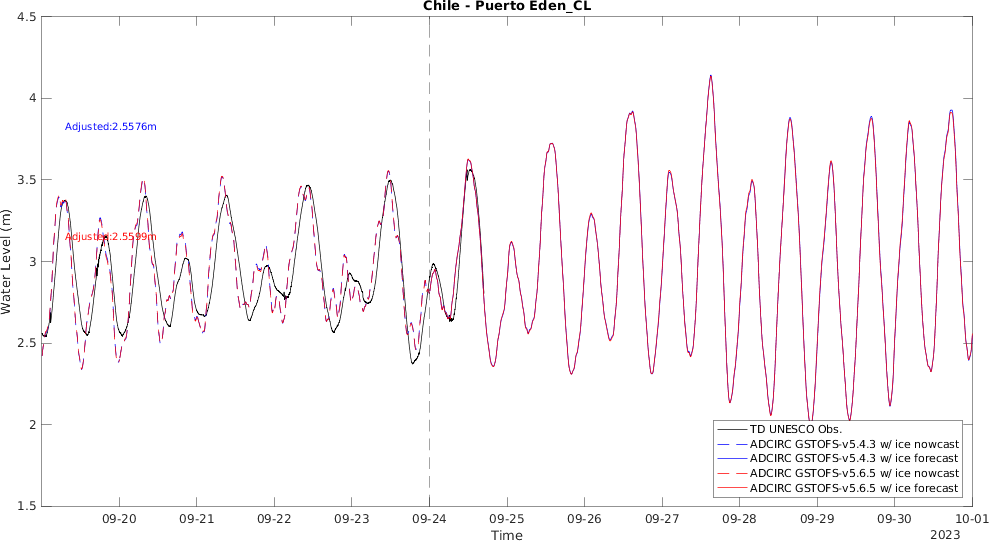 Chile - Puerto Eden_CL
4.5
4
3.5
3
2.5
2
1.5
Water Level (m)
Adjusted:2.5576m
Adjusted:2.5599m
TD UNESCO Obs.
ADCIRC GSTOFS-v5.4.3 w/ ice nowcast
ADCIRC GSTOFS-v5.4.3 w/ ice forecast
ADCIRC GSTOFS-v5.6.5 w/ ice nowcast
ADCIRC GSTOFS-v5.6.5 w/ ice forecast
09-20 09-21 09-22 09-23 09-24 09-25 09-26 09-27 09-28 09-29 09-30 10-01
Time
2023